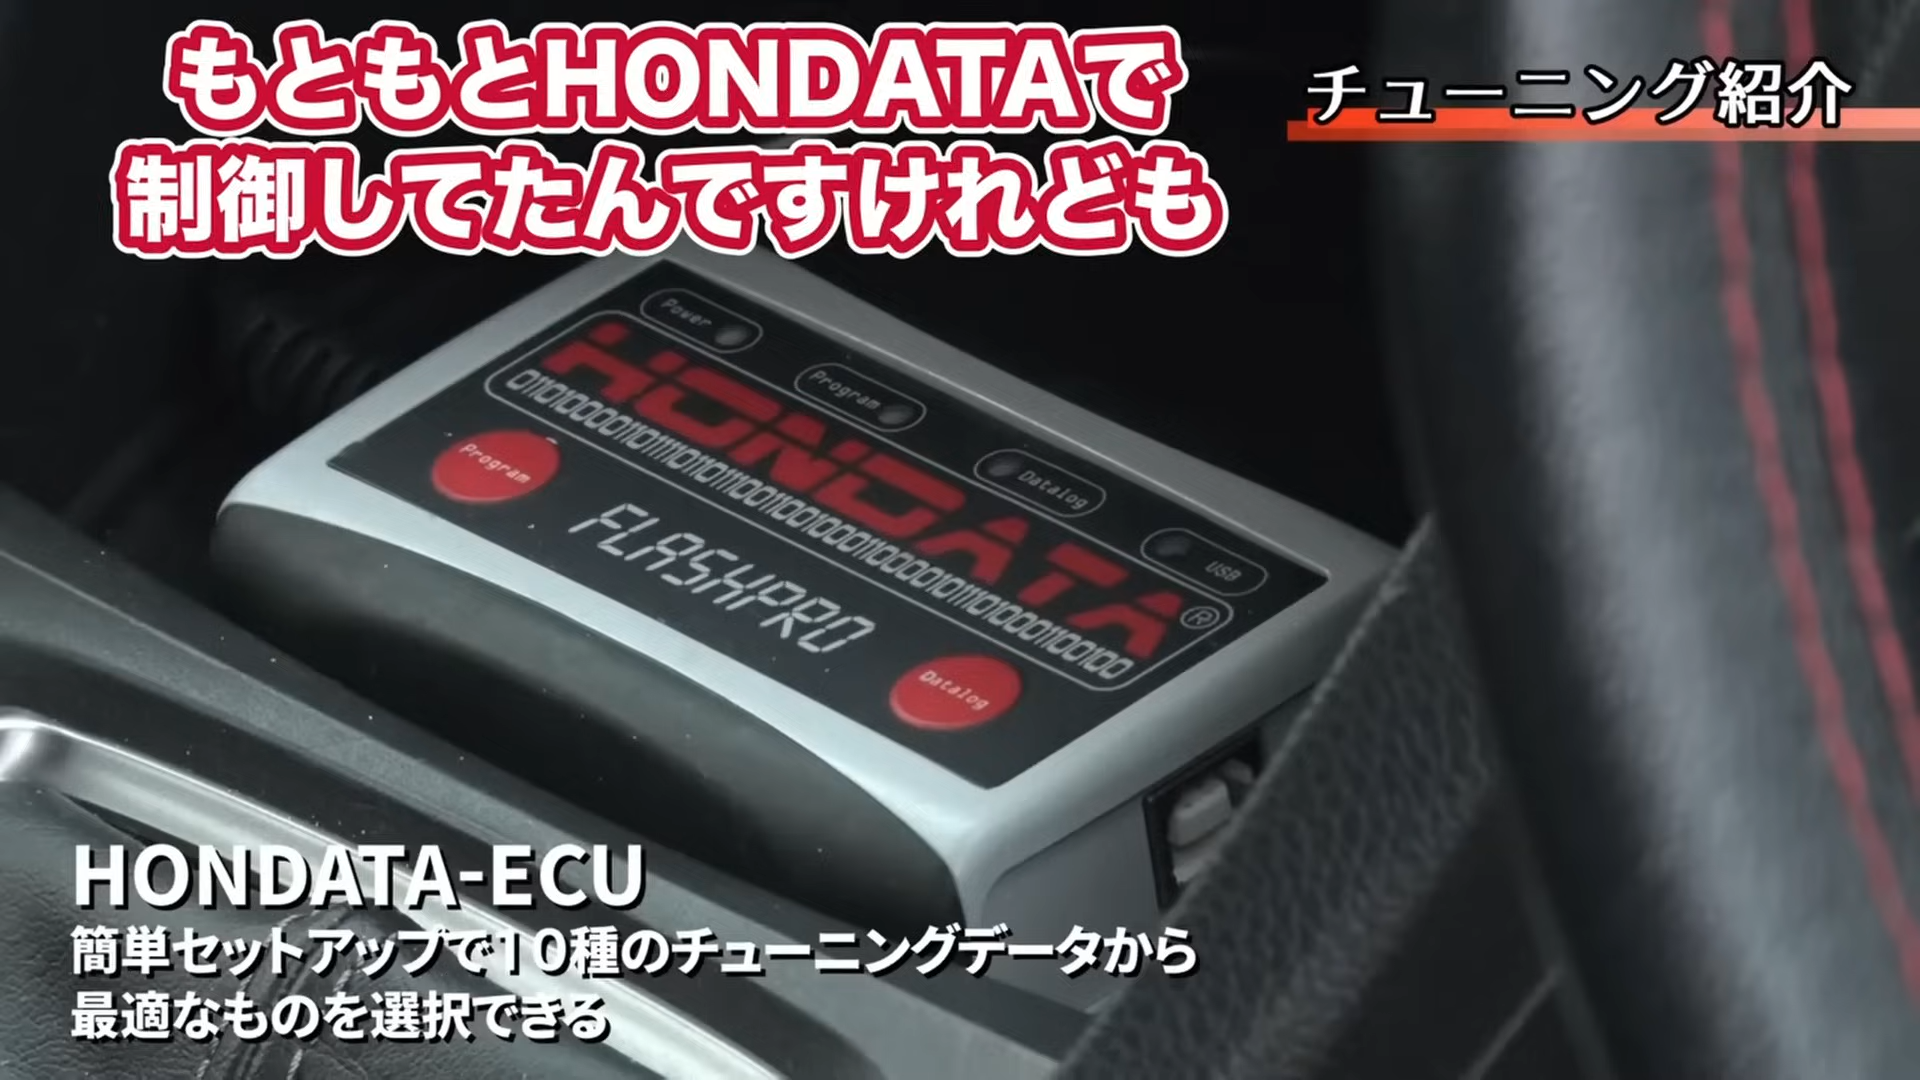 もともとHONDATAで
制御してたんですけれども
チューニング紹介
Power
Program
Datalog
USB
HONDATA®
Program
FLASHPRO
Datalog
HONDATA-ECU
簡単セットアップで10種のチューニングデータから
最適なものを選択できる